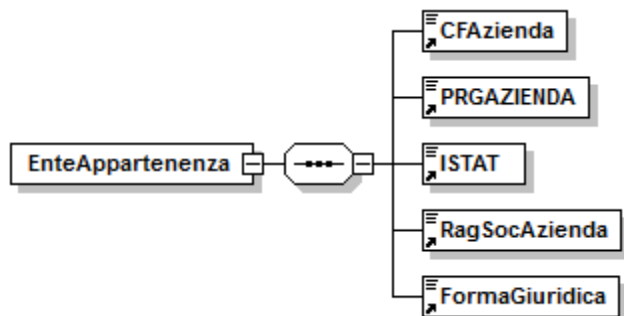 CFAzienda
PRGAZIENDA
EnteAppartenenza
ISTAT
RagSocAzienda
FormaGiuridica